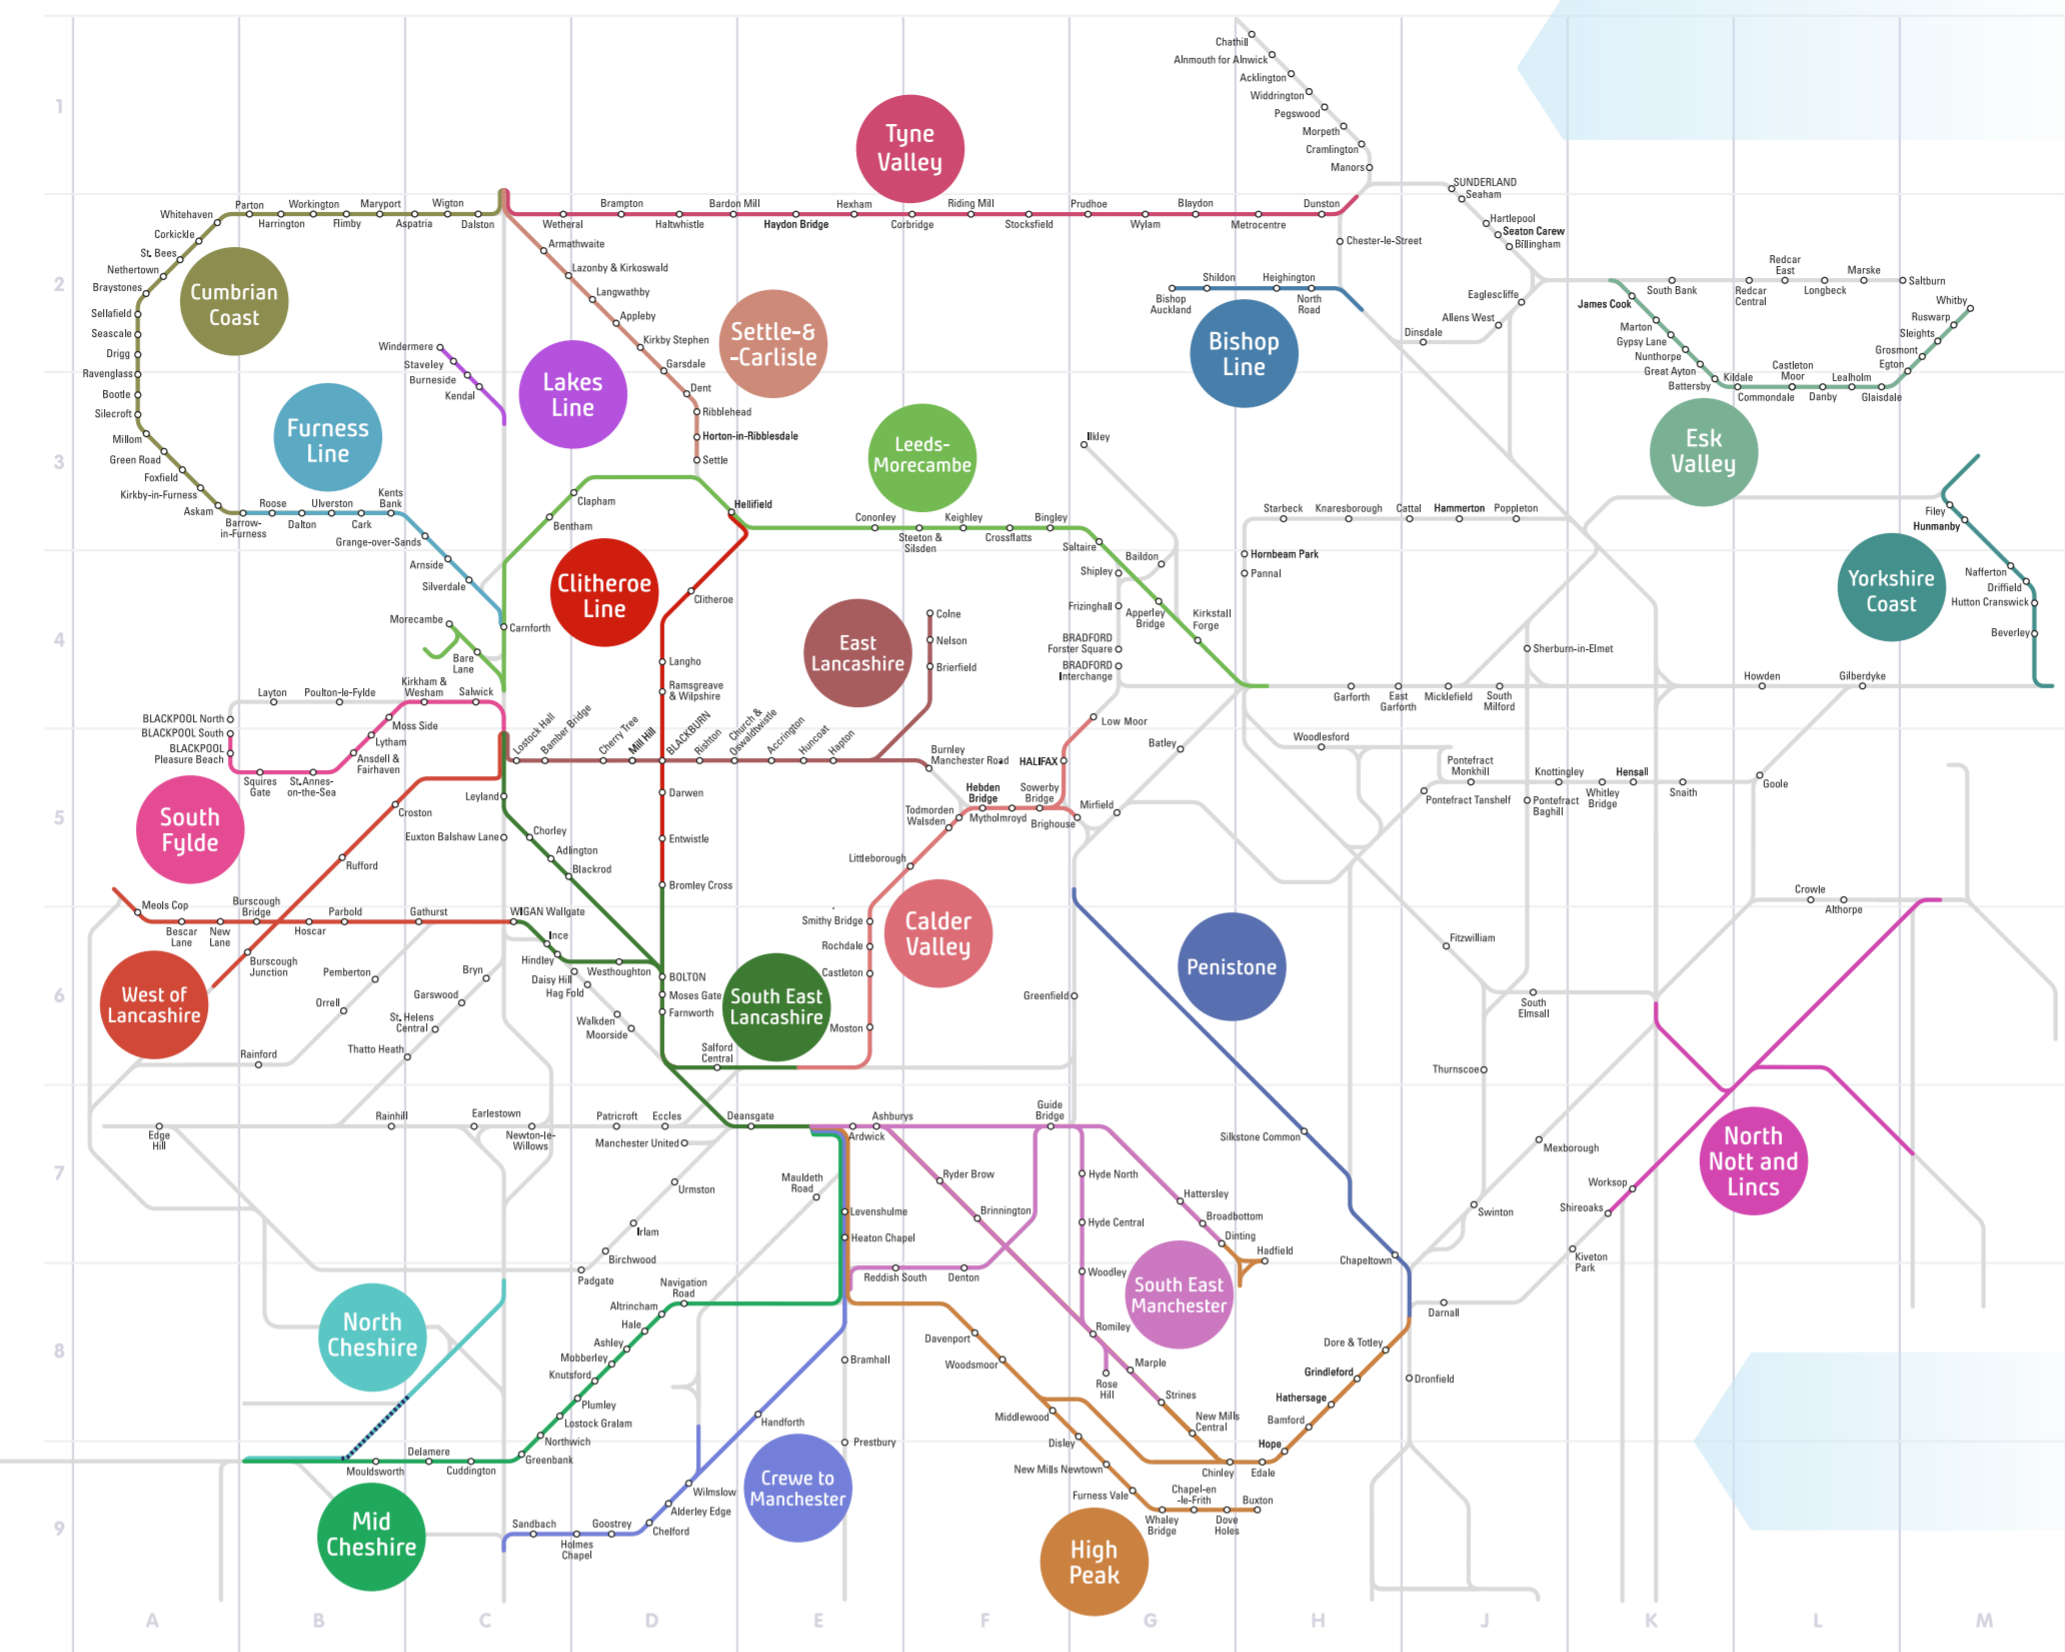 Chathill
Alnmouth for Alnwick
Acklington
Widdrington
Pegswood
Morpeth
Cramlington
Manors
1
Tyne
Valley
SUNDERLAND
Seaham
Hartlepool
Seaton Carew
Billingham
Whitehaven
Parton
Harrington
Workington
Flimby
Maryport
Aspatria
Wigton
Dalston
Wetheral
Brampton
Haltwhistle
Bardon Mill
Haydon Bridge
Hexham
Corbridge
Riding Mill
Stocksfield
Prudhoe
Wylam
Blaydon
Metrocentre
Dunston
Chester-le-Street
Corkickle
St. Bees
Nethertown
Braystones
Sellafield
Seascale
Drigg
Ravenglass
Bootle
Silecroft
Millom
Green Road
Foxfield
Kirkby-in-Furness
Askam
Cumbrian
Coast
2
Armathwaite
Lazonby & Kirkoswald
Langwathby
Appleby
Kirkby Stephen
Garsdale
Dent
Ribblehead
Horton-in-Ribblesdale
Settle
Settle-&
-Carlisle
Windermere
Staveley
Burneside
Kendal
Lakes
Line
Bishop
Auckland
Shildon
Heighington
North
Road
Bishop
Line
Eaglescliffe
Allens West
Dinsdale
James Cook
South Bank
Redcar
Central
Redcar
East
Longbeck
Marske
Saltburn
Marton
Gypsy Lane
Nunthorpe
Great Ayton
Battersby
Kildale
Commondale
Castleton
Moor
Danby
Lealholm
Glaisdale
Egton
Grosmont
Sleights
Ruswarp
Whitby
Esk
Valley
3
Furness
Line
Barrow-
in-Furness
Roose
Dalton
Ulverston
Cark
Kents
Bank
Grange-over-Sands
Arnside
Silverdale
Carnforth
Leeds-
Morecambe
Clapham
Bentham
Hellifield
Cononley
Steeton &
Silsden
Keighley
Crossflatts
Bingley
Saltaire
Ilkley
Baildon
Shipley
Frizinghall
Apperley
Bridge
Kirkstall
Forge
BRADFORD
Forster Square
BRADFORD
Interchange
Starbeck
Knaresborough
Cattal
Hammerton
Poppleton
Hornbeam Park
Pannal
Filey
Hunmanby
Nafferton
Driffield
Hutton Cranswick
Beverley
Yorkshire
Coast
4
Clitheroe
Line
Clitheroe
Langho
Ramsgreave
& Wilpshire
Morecambe
Bare
Lane
East
Lancashire
Colne
Nelson
Brierfield
Sherburn-in-Elmet
Garforth
East
Garforth
Micklefield
South
Milford
Howden
Gilberdyke
Layton
Poulton-le-Fylde
Kirkham &
Wesham
Salwick
BLACKPOOL North
BLACKPOOL South
BLACKPOOL
Pleasure Beach
Squires
Gate
St.Annes-
on-the-Sea
Moss Side
Lytham
Ansdell &
Fairhaven
Lostock Hall
Bamber Bridge
Cherry Tree
Mill Hill
BLACKBURN
Rishton
Church &
Oswaldtwistle
Accrington
Huncoat
Hapton
Burnley
Manchester Road
HALIFAX
Low Moor
Batley
Woodlesford
Pontefract
Monkhill
Pontefract Tanshelf
Knottingley
Pontefract
Baghill
Whitley
Bridge
Hensall
Snaith
Goole
5
South
Fylde
Croston
Rufford
Leyland
Euxton Balshaw Lane
Chorley
Adlington
Blackrod
Darwen
Entwistle
Bromley Cross
Todmorden
Walsden
Hebden
Bridge
Mytholmroyd
Sowerby
Bridge
Brighouse
Mirfield
Littleborough
Smithy Bridge
Rochdale
Castleton
Moston
Calder
Valley
Crowle
Althorpe
Meols Cop
Bescar
Lane
New
Lane
Burscough
Bridge
Hoscar
Parbold
Gathurst
WIGAN Wallgate
Ince
Hindley
Daisy Hill
Hag Fold
Westhoughton
Walkden
Moorside
Burscough
Junction
West of
Lancashire
6
Pemberton
Orrell
Rainford
Bryn
Garswood
St. Helens
Central
Thatto Heath
BOLTON
Moses Gate
Farnworth
Salford
Central
South East
Lancashire
Greenfield
Penistone
Fitzwilliam
South
Elmsall
Thurnscoe
Edge
Hill
Rainhill
Earlestown
Newton-le-
Willows
Patricroft
Eccles
Manchester United
Deansgate
Ardwick
Ashburys
Guide
Bridge
7
Urmston
Irlam
Birchwood
Padgate
Mauldeth
Road
Levenshulme
Heaton Chapel
Ryder Brow
Brinnington
Reddish South
Denton
Hyde North
Hyde Central
Woodley
Hattersley
Broadbottom
Dinting
Hadfield
South East
Manchester
Romiley
Rose
Hill
Marple
Strines
New Mills
Central
Silkstone Common
Chapeltown
Mexborough
Swinton
Worksop
Shireoaks
Kiveton
Park
Darnall
North
Nott and
Lincs
8
North
Cheshire
Navigation
Road
Altrincham
Hale
Ashley
Mobberley
Knutsford
Plumley
Lostock Gralam
Northwich
Greenbank
Cuddington
Delamere
Mouldsworth
Mid
Cheshire
Bramhall
Handforth
Prestbury
Wilmslow
Alderley Edge
Chelford
Goostrey
Holmes
Chapel
Sandbach
Crewe to
Manchester
Davenport
Woodsmoor
Middlewood
Disley
New Mills Newtown
Furness Vale
Whaley
Bridge
Chapel-en
-le-Frith
Dove
Holes
Buxton
Chinley
Edale
Hope
Bamford
Hathersage
Grindleford
Dore & Totley
Dronfield
High
Peak
9
A
B
C
D
E
F
G
H
J
K
L
M